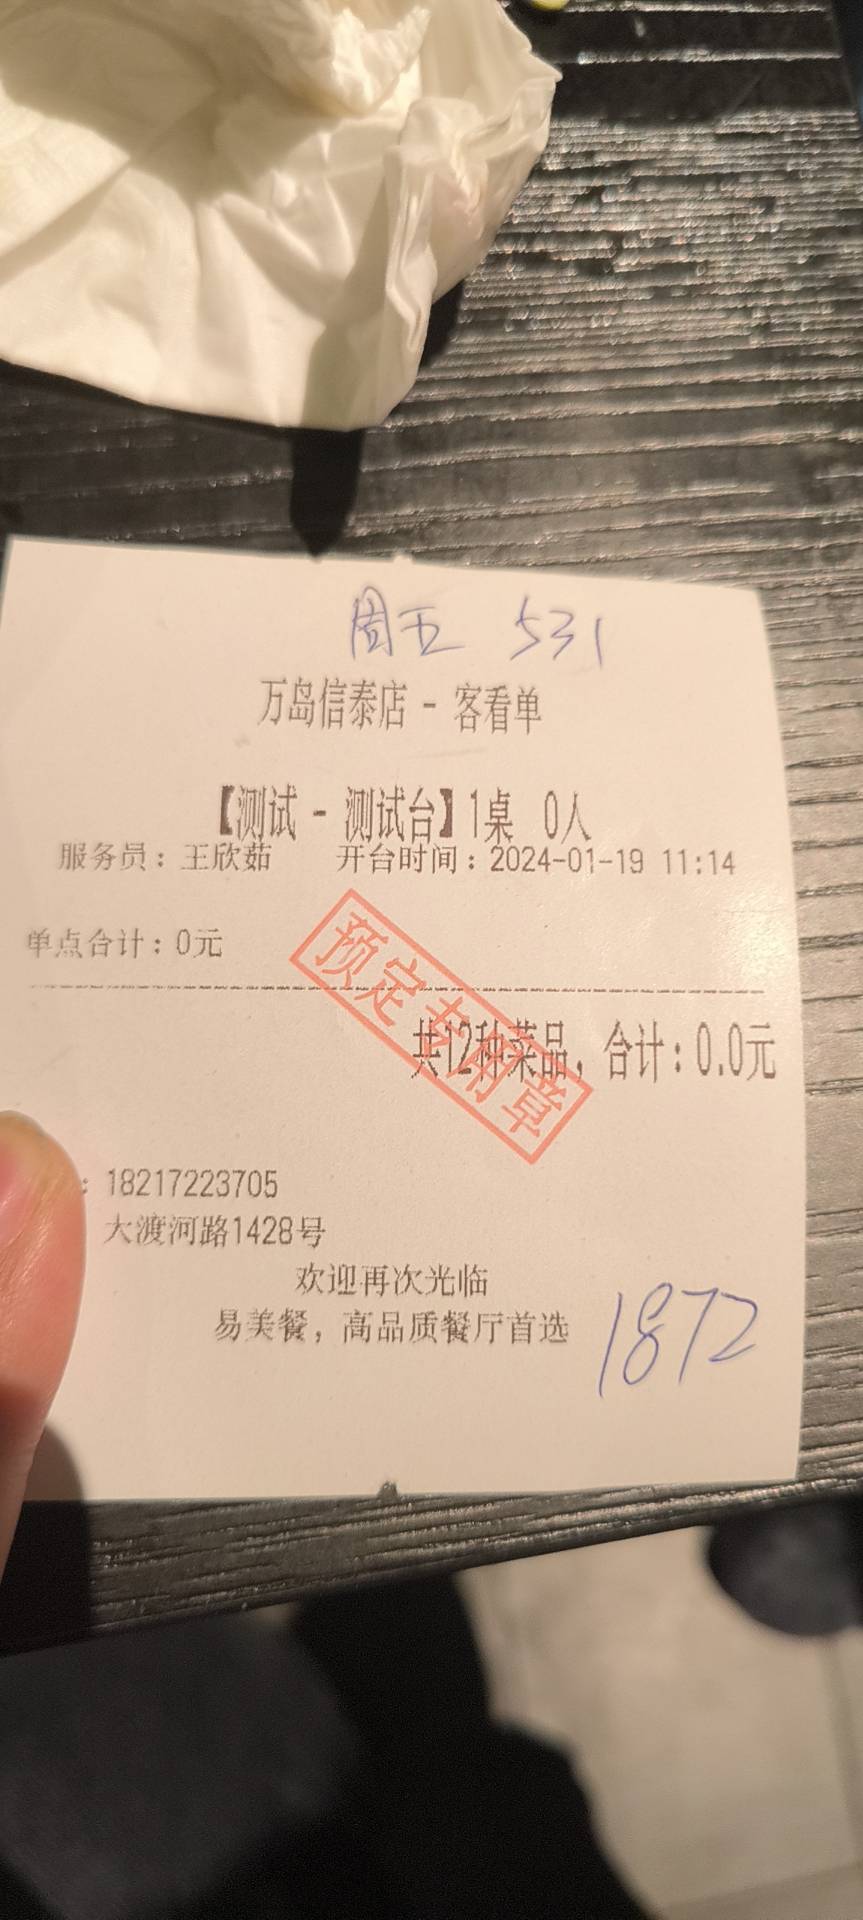 周五 531
万岛信泰店 - 客看单
【测试 - 测试台】1桌 0人
服务员：王欣茹 开台时间：2024-01-19 11:14
单点合计：0元
预定专用章
共12种菜品，合计：0.0元
: 18217223705
大渡河路1428号
欢迎再次光临
易美餐，高品质餐厅首选
1872